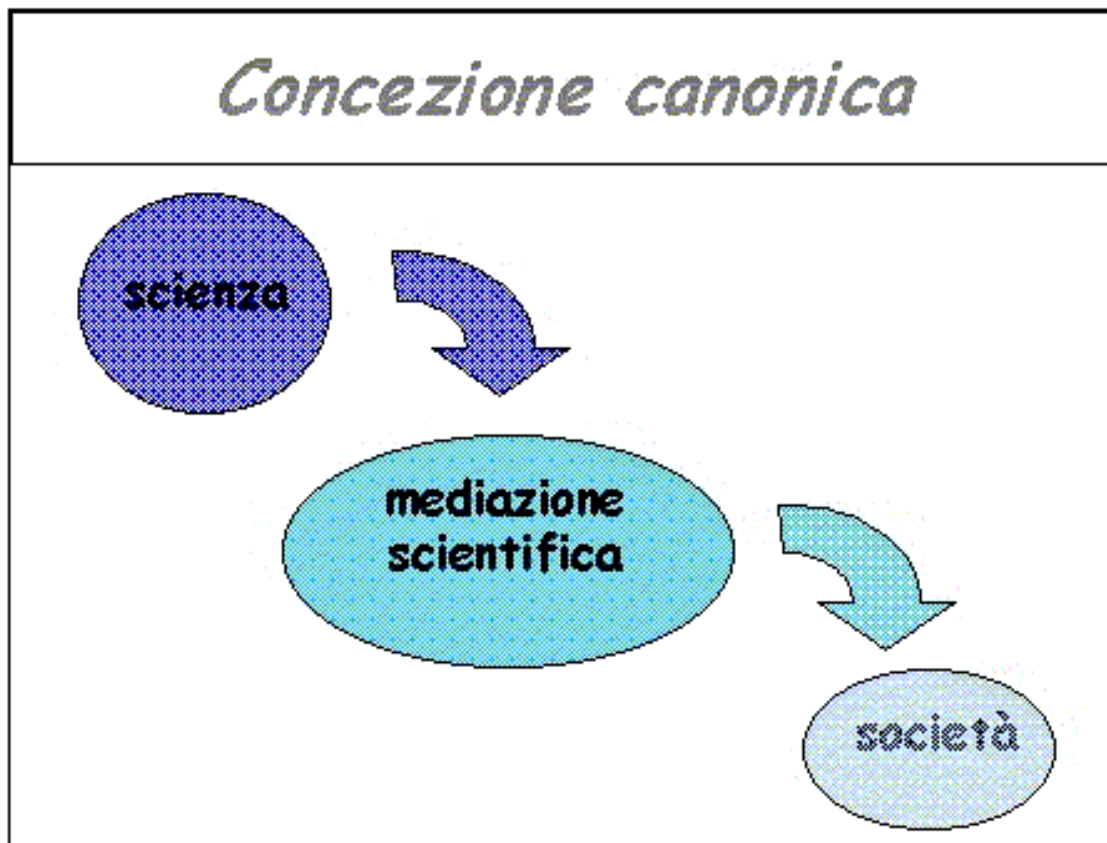 Concezione canonica
scienza
mediazione
scientifica
società